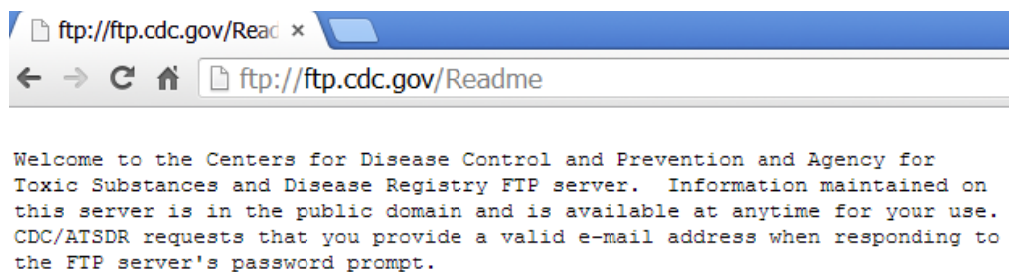 ftp://ftp.cdc.gov/Read ×
ftp://ftp.cdc.gov/Readme
Welcome to the Centers for Disease Control and Prevention and Agency for
Toxic Substances and Disease Registry FTP server.  Information maintained on
this server is in the public domain and is available at anytime for your use.
CDC/ATSDR requests that you provide a valid e-mail address when responding to
the FTP server's password prompt.